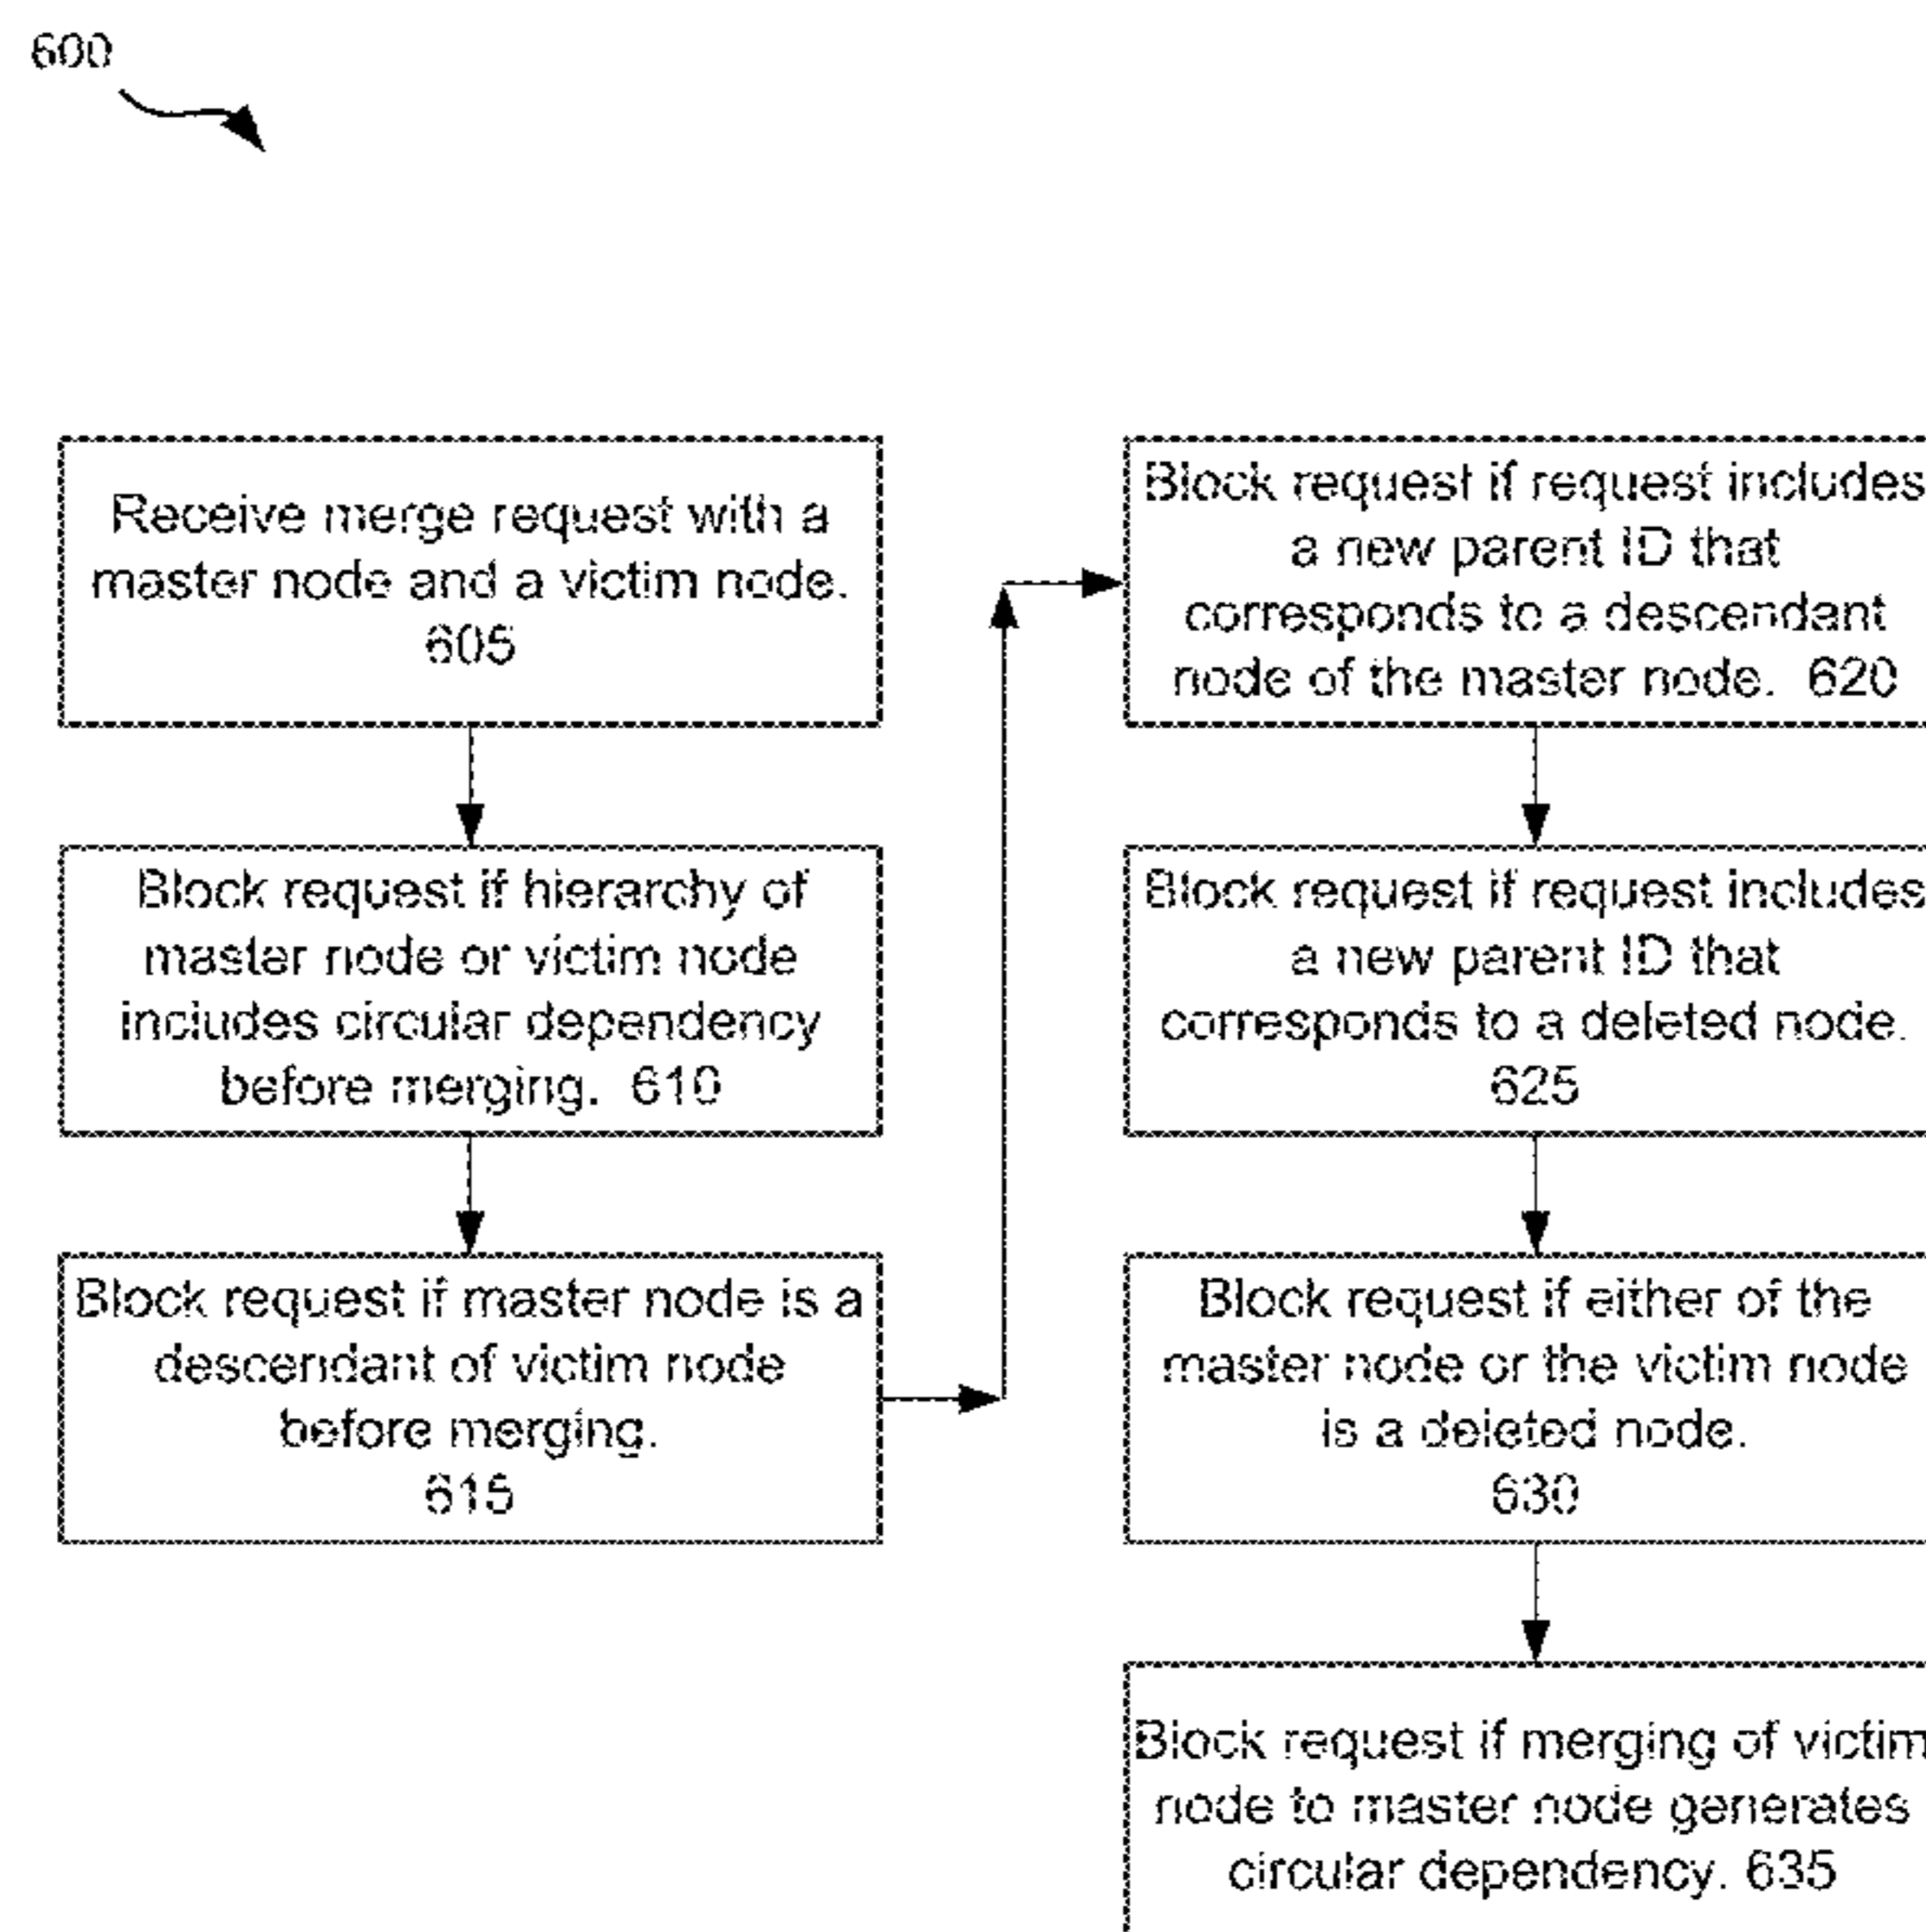 600
Receive merge request with a
master node and a victim node.
605
Block request if hierarchy of
master node or victim node
includes circular dependency
before merging. 610
Block request if master node is a
descendant of victim node
before merging.
615
Block request if request includes
a new parent ID that
corresponds to a descendant
node of the master node. 620
Block request if request includes
a new parent ID that
corresponds to a deleted node.
625
Block request if either of the
master node or the victim node
is a deleted node.
630
Block request if merging of victim
node to master node generates
circular dependency. 635